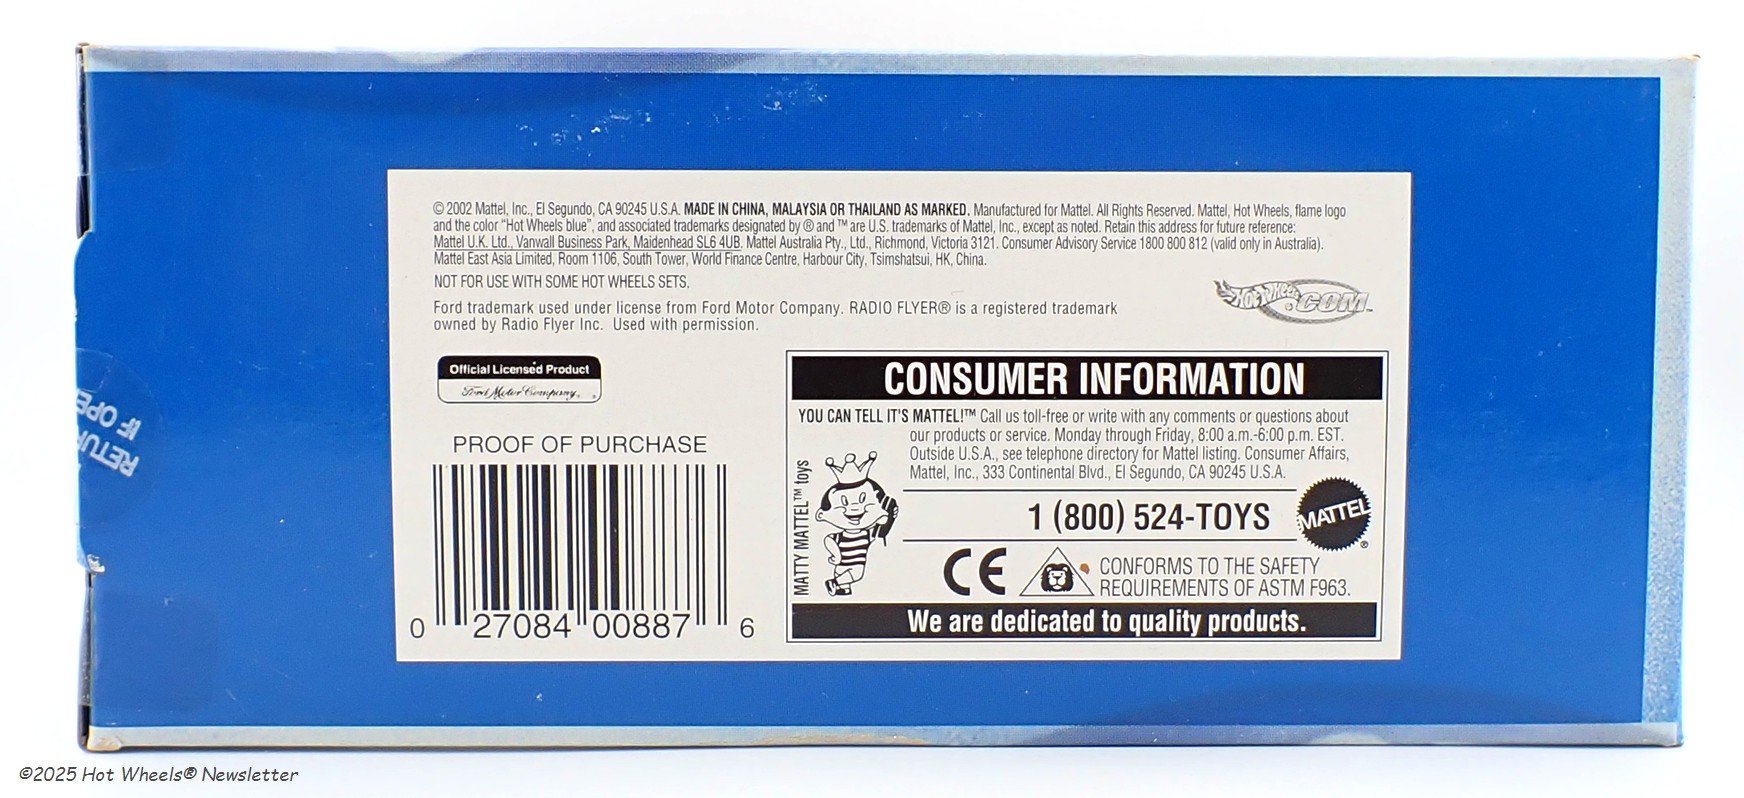 © 2002 Mattel, Inc., El Segundo, CA 90245 U.S.A. MADE IN CHINA, MALAYSIA OR THAILAND AS MARKED. Manufactured for Mattel. All Rights Reserved. Mattel, Hot Wheels, flame logo
and the color "Hot Wheels blue", and associated trademarks designated by ® and ™ are U.S. trademarks of Mattel, Inc., except as noted. Retain this address for future reference:
Mattel U.K. Ltd., Vanwall Business Park, Maidenhead SL6 4UB. Mattel Australia Pty., Ltd., Richmond, Victoria 3121. Consumer Advisory Service 1800 800 812 (valid only in Australia).
Mattel East Asia Limited, Room 1106, South Tower, World Finance Centre, Harbour City, Tsimshatsui, HK, China.
NOT FOR USE WITH SOME HOT WHEELS SETS.
Ford trademark used under license from Ford Motor Company. RADIO FLYER® is a registered trademark
owned by Radio Flyer Inc. Used with permission.
Hot Wheels.COM™
Official Licensed Product
Ford Motor Company
PROOF OF PURCHASE
0 27084 00887 6
CONSUMER INFORMATION
YOU CAN TELL IT'S MATTEL!™ Call us toll-free or write with any comments or questions about
our products or service. Monday through Friday, 8:00 a.m.-6:00 p.m. EST.
Outside U.S.A., see telephone directory for Mattel listing. Consumer Affairs,
Mattel, Inc., 333 Continental Blvd., El Segundo, CA 90245 U.S.A.
MATTY MATTEL™ toys
1 (800) 524-TOYS
MATTEL®
CE
CONFORMS TO THE SAFETY
REQUIREMENTS OF ASTM F963.
We are dedicated to quality products.
IF
©2025 Hot Wheels® Newsletter